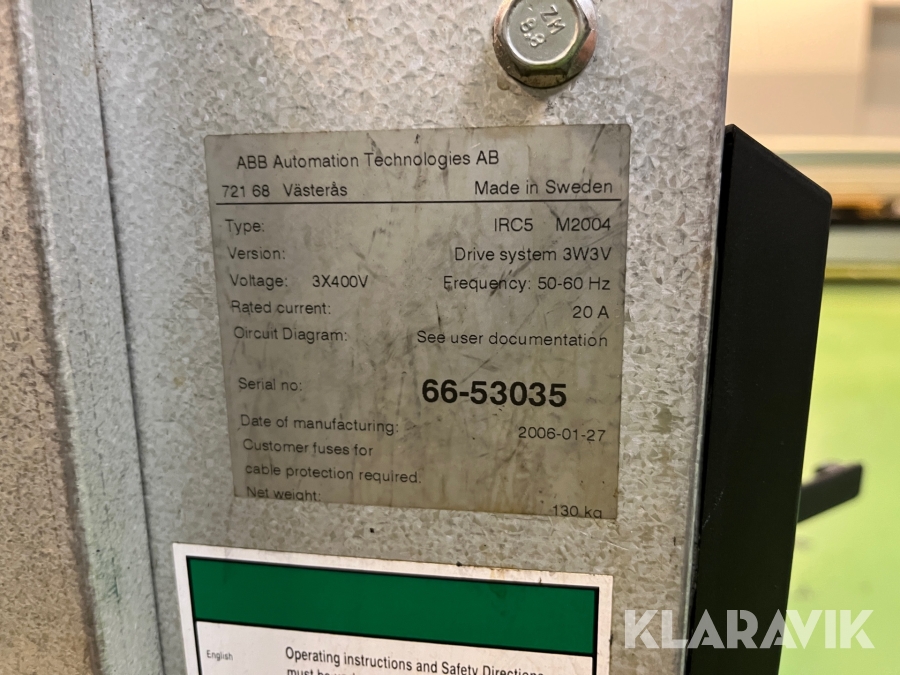 ZM
8.8
ABB Automation Technologies AB
721 68 Västerås Made in Sweden
Type: IRC5 M2004
Version: Drive system 3W3V
Voltage: 3X400V Frequency: 50-60 Hz
Rated current: 20 A
Circuit Diagram: See user documentation
Serial no: 66-53035
Date of manufacturing: 2006-01-27
Customer fuses for
cable protection required.
Net weight: 130 kg
English Operating instructions and Safety Directions
must be
KLARAVIK